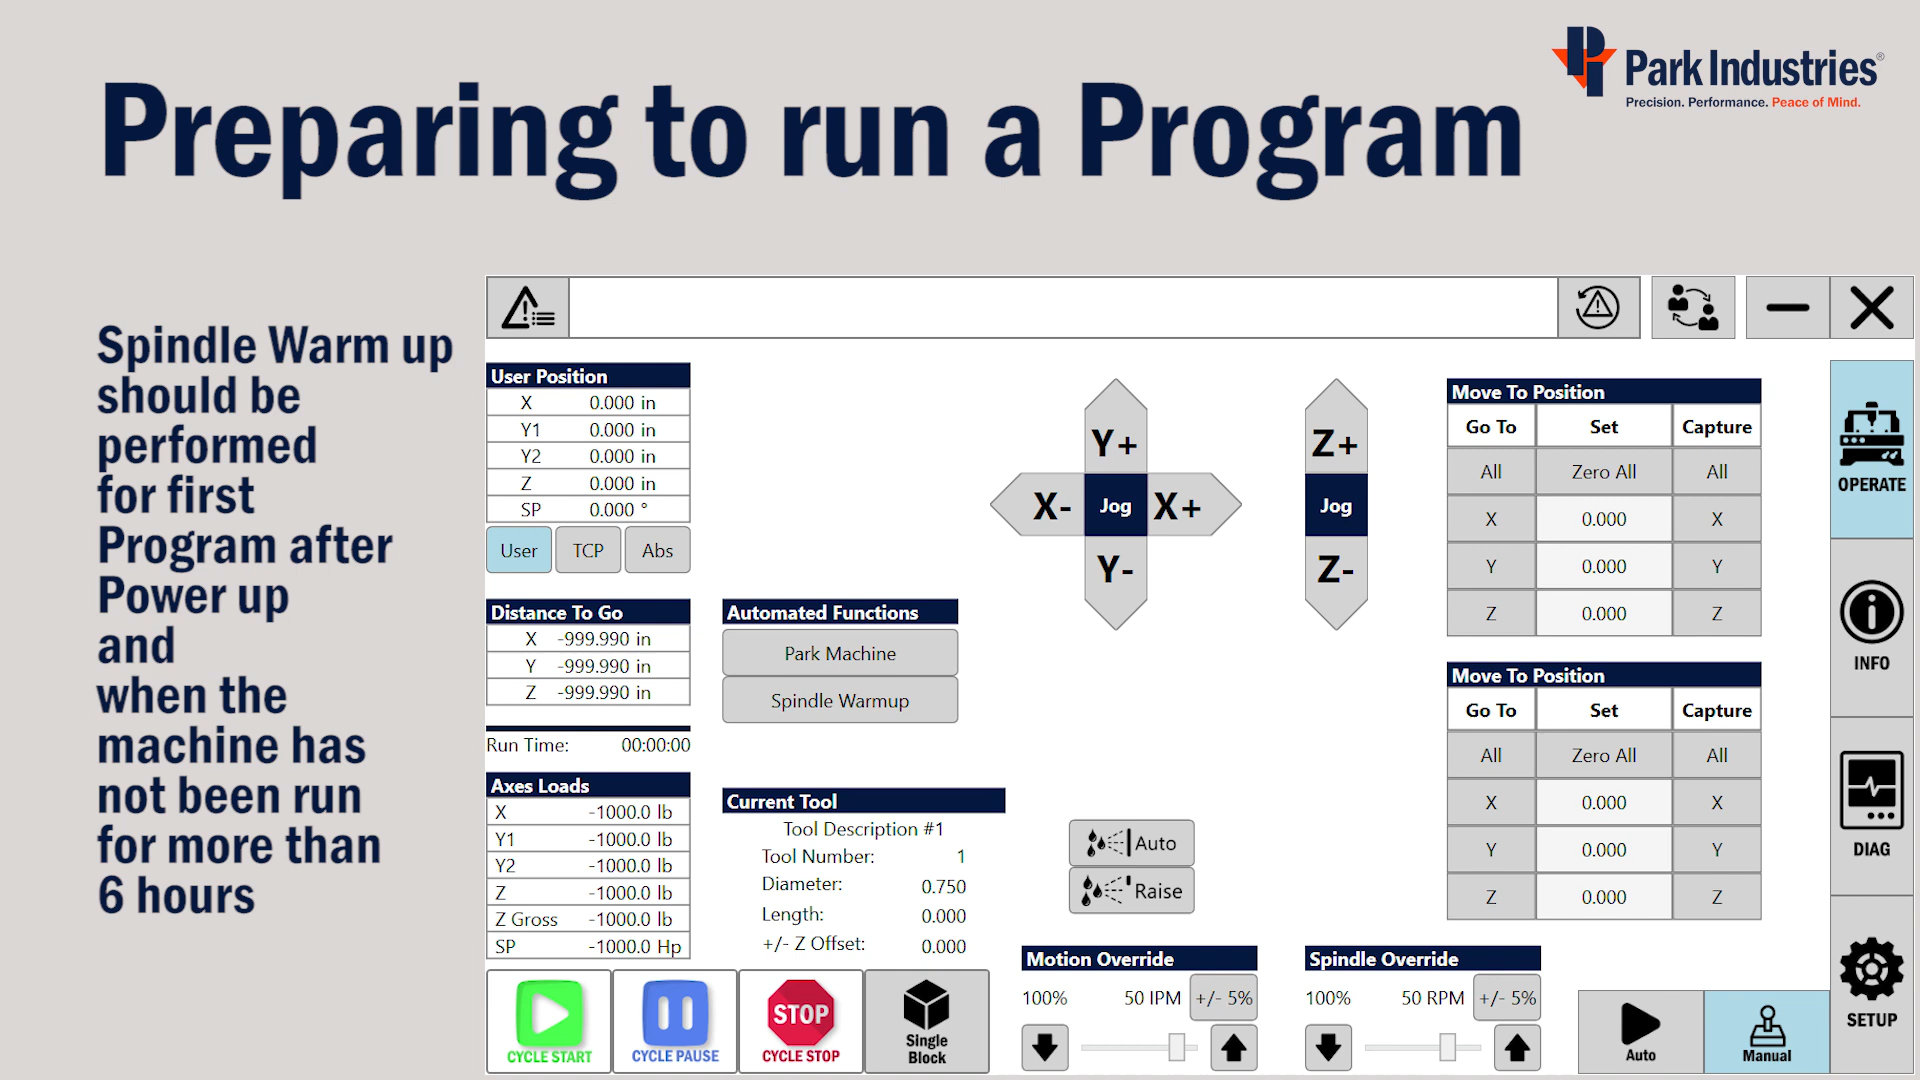 Park Industries®
Precision. Performance. Peace of Mind.
Preparing to run a Program
Spindle Warm up
should be
performed
for first
Program after
Power up
and
when the
machine has
not been run
for more than
6 hours
User Position
X 0.000 in
Y1 0.000 in
Y2 0.000 in
Z 0.000 in
SP 0.000 °
User TCP Abs
Distance To Go
X -999.990 in
Y -999.990 in
Z -999.990 in
Run Time: 00:00:00
Axes Loads
X -1000.0 lb
Y1 -1000.0 lb
Y2 -1000.0 lb
Z -1000.0 lb
Z Gross -1000.0 lb
SP -1000.0 Hp
Automated Functions
Park Machine
Spindle Warmup
Current Tool
Tool Description #1
Tool Number: 1
Diameter: 0.750
Length: 0.000
+/- Z Offset: 0.000
Y+
X- Jog X+
Y-
Z+
Jog
Z-
Auto
Raise
Move To Position
Go To Set Capture
All Zero All All
X 0.000 X
Y 0.000 Y
Z 0.000 Z
Move To Position
Go To Set Capture
All Zero All All
X 0.000 X
Y 0.000 Y
Z 0.000 Z
OPERATE
INFO
DIAG
SETUP
Motion Override
100% 50 IPM +/- 5%
Spindle Override
100% 50 RPM +/- 5%
CYCLE START
CYCLE PAUSE
STOP
CYCLE STOP
Single
Block
Auto
Manual